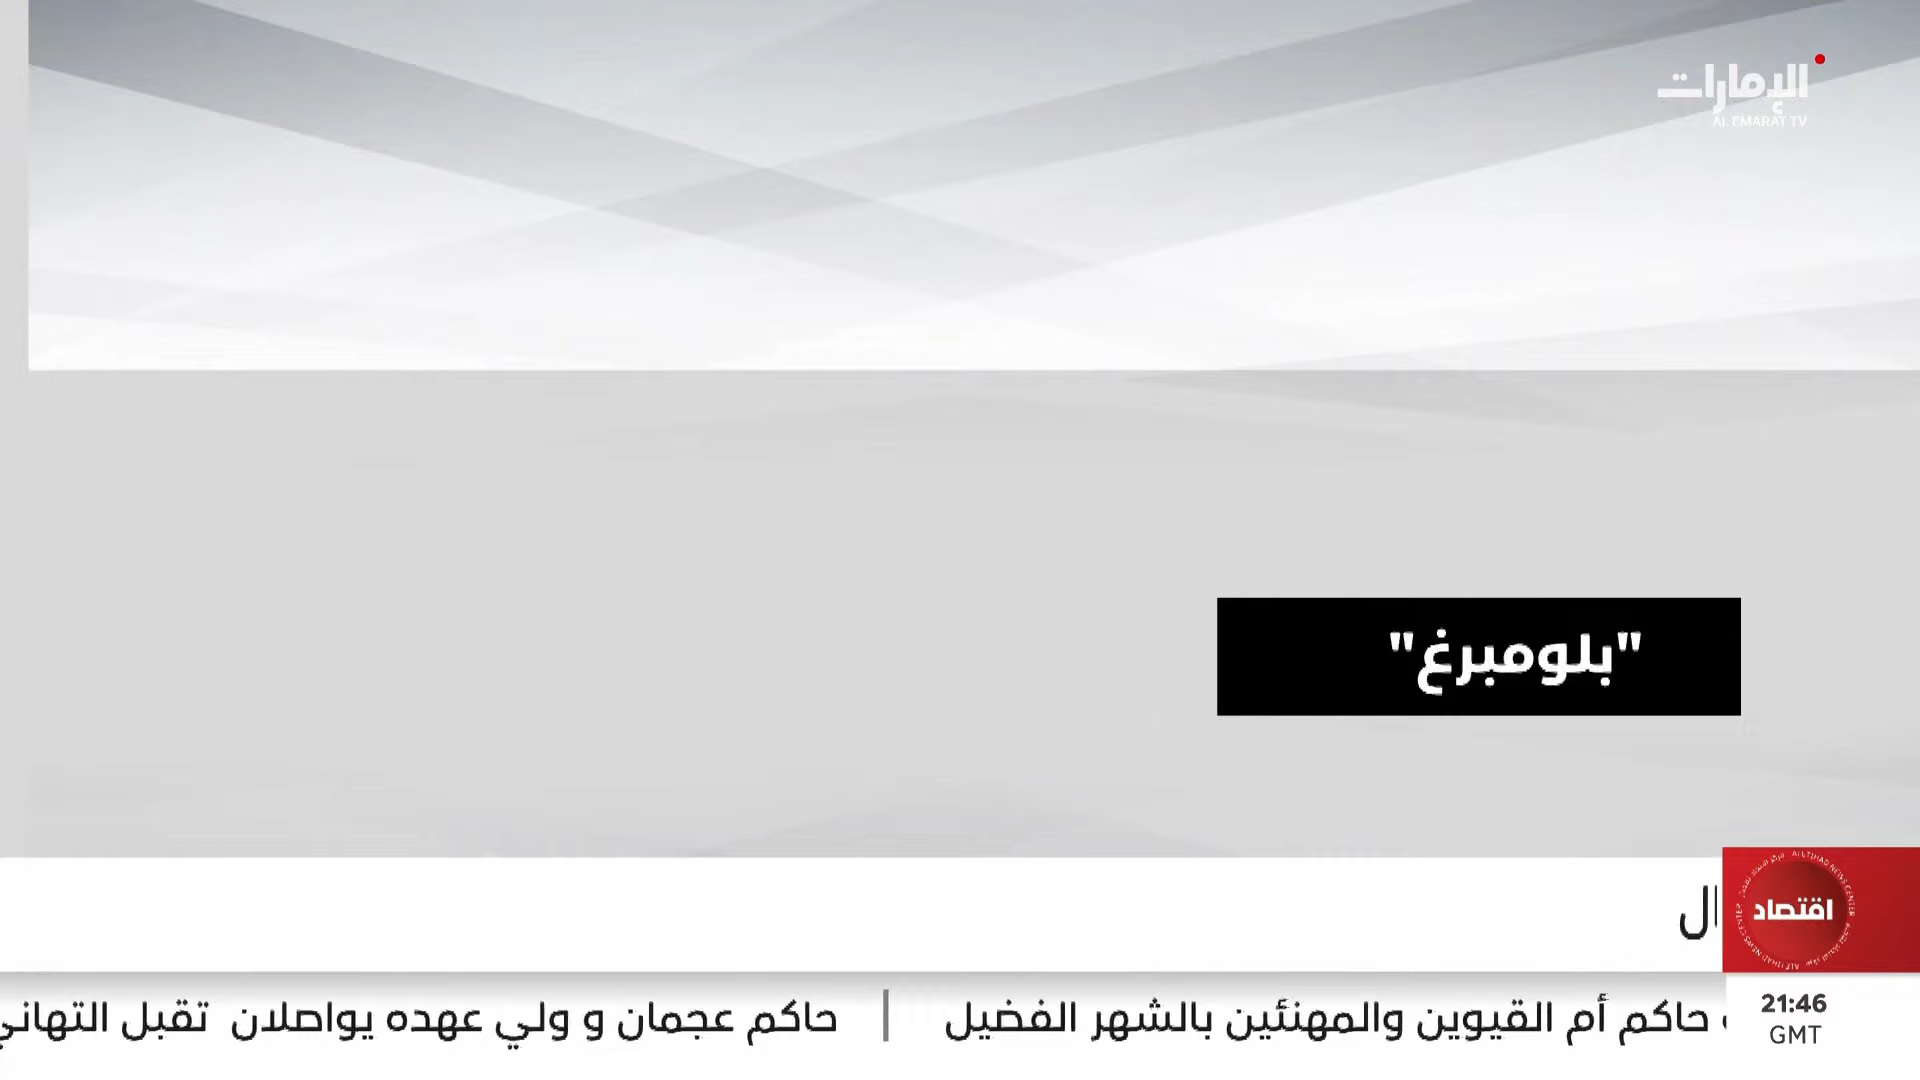 الإمارات
AL EMARAT TV
"بلومبرغ"
اقتصاد
حاكم أم القيوين والمهنئين بالشهر الفضيل | حاكم عجمان و ولي عهده يواصلان تقبل التهاني
21:46
GMT